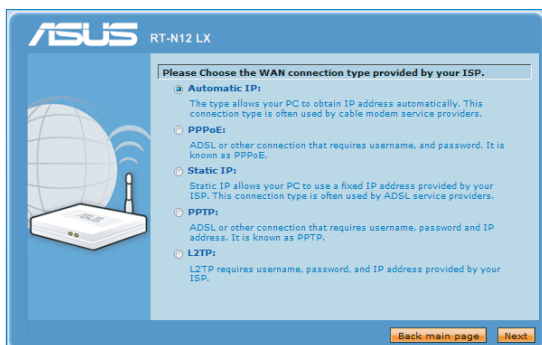 ASUS RT-N12 LX
Please Choose the WAN connection type provided by your ISP.
Automatic IP:
The type allows your PC to obtain IP address automatically. This
connection type is often used by cable modem service providers.
PPPoE:
ADSL or other connection that requires username, and password. It is
known as PPPoE.
Static IP:
Static IP allows your PC to use a fixed IP address provided by your
ISP. This connection type is often used by ADSL service providers.
PPTP:
ADSL or other connection that requires username, password and IP
address. It is known as PPTP.
L2TP:
L2TP requires username, password, and IP address provided by your
ISP.
ASUS
Back main page Next